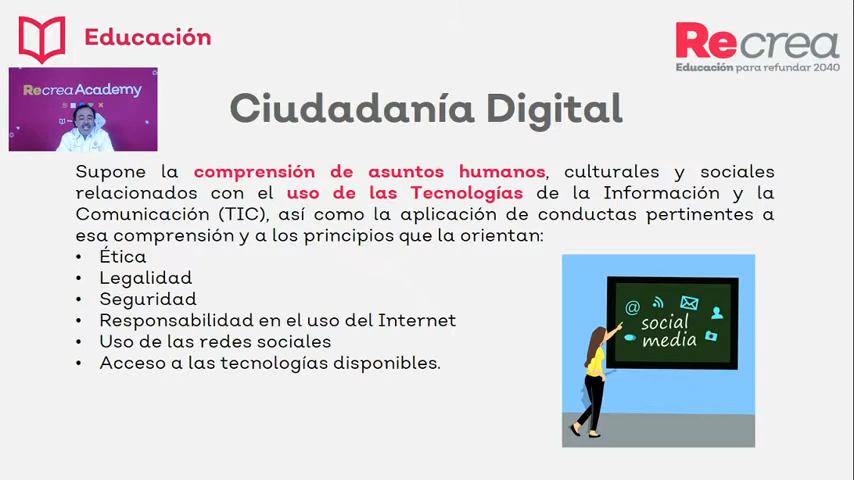 Educación
Recrea
Educación para refundar 2040
Recrea Academy
Ciudadanía Digital
Supone la comprensión de asuntos humanos, culturales y sociales
relacionados con el uso de las Tecnologías de la Información y la
Comunicación (TIC), así como la aplicación de conductas pertinentes a
esa comprensión y a los principios que la orientan:
• Ética
• Legalidad
• Seguridad
• Responsabilidad en el uso del Internet
• Uso de las redes sociales
• Acceso a las tecnologías disponibles.
@
social
media